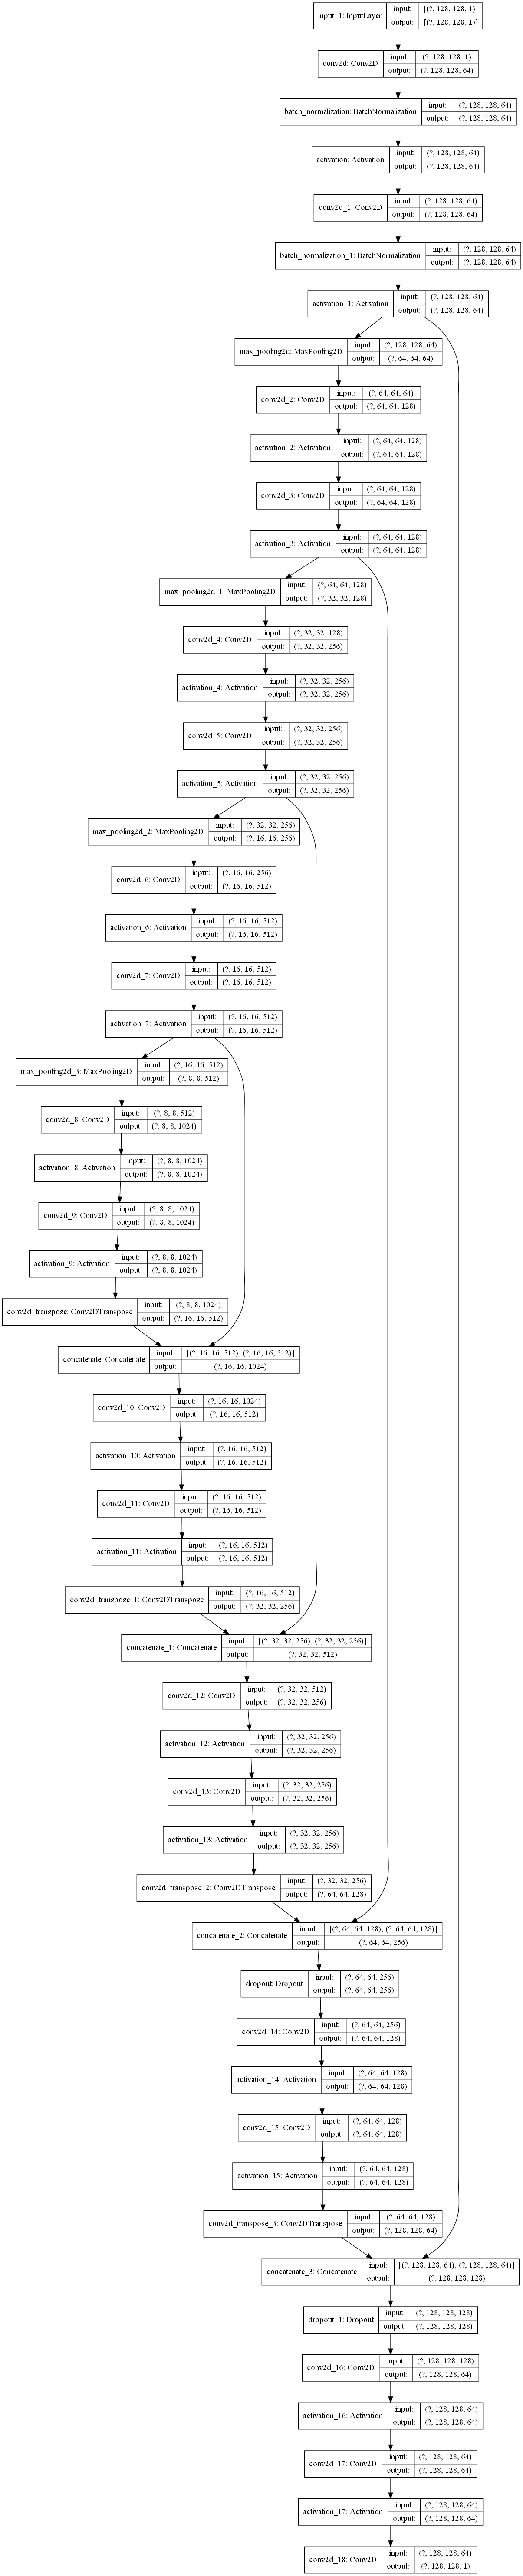 input_1: InputLayer
input: [(?, 128, 128, 1)]
output: [(?, 128, 128, 1)]
conv2d: Conv2D
input: (?, 128, 128, 1)
output: (?, 128, 128, 64)
batch_normalization: BatchNormalization
input: (?, 128, 128, 64)
output: (?, 128, 128, 64)
activation: Activation
input: (?, 128, 128, 64)
output: (?, 128, 128, 64)
conv2d_1: Conv2D
input: (?, 128, 128, 64)
output: (?, 128, 128, 64)
batch_normalization_1: BatchNormalization
input: (?, 128, 128, 64)
output: (?, 128, 128, 64)
activation_1: Activation
input: (?, 128, 128, 64)
output: (?, 128, 128, 64)
max_pooling2d: MaxPooling2D
input: (?, 128, 128, 64)
output: (?, 64, 64, 64)
conv2d_2: Conv2D
input: (?, 64, 64, 64)
output: (?, 64, 64, 128)
activation_2: Activation
input: (?, 64, 64, 128)
output: (?, 64, 64, 128)
conv2d_3: Conv2D
input: (?, 64, 64, 128)
output: (?, 64, 64, 128)
activation_3: Activation
input: (?, 64, 64, 128)
output: (?, 64, 64, 128)
max_pooling2d_1: MaxPooling2D
input: (?, 64, 64, 128)
output: (?, 32, 32, 128)
conv2d_4: Conv2D
input: (?, 32, 32, 128)
output: (?, 32, 32, 256)
activation_4: Activation
input: (?, 32, 32, 256)
output: (?, 32, 32, 256)
conv2d_5: Conv2D
input: (?, 32, 32, 256)
output: (?, 32, 32, 256)
activation_5: Activation
input: (?, 32, 32, 256)
output: (?, 32, 32, 256)
max_pooling2d_2: MaxPooling2D
input: (?, 32, 32, 256)
output: (?, 16, 16, 256)
conv2d_6: Conv2D
input: (?, 16, 16, 256)
output: (?, 16, 16, 512)
activation_6: Activation
input: (?, 16, 16, 512)
output: (?, 16, 16, 512)
conv2d_7: Conv2D
input: (?, 16, 16, 512)
output: (?, 16, 16, 512)
activation_7: Activation
input: (?, 16, 16, 512)
output: (?, 16, 16, 512)
max_pooling2d_3: MaxPooling2D
input: (?, 16, 16, 512)
output: (?, 8, 8, 512)
conv2d_8: Conv2D
input: (?, 8, 8, 512)
output: (?, 8, 8, 1024)
activation_8: Activation
input: (?, 8, 8, 1024)
output: (?, 8, 8, 1024)
conv2d_9: Conv2D
input: (?, 8, 8, 1024)
output: (?, 8, 8, 1024)
activation_9: Activation
input: (?, 8, 8, 1024)
output: (?, 8, 8, 1024)
conv2d_transpose: Conv2DTranspose
input: (?, 8, 8, 1024)
output: (?, 16, 16, 512)
concatenate: Concatenate
input: [(?, 16, 16, 512), (?, 16, 16, 512)]
output: (?, 16, 16, 1024)
conv2d_10: Conv2D
input: (?, 16, 16, 1024)
output: (?, 16, 16, 512)
activation_10: Activation
input: (?, 16, 16, 512)
output: (?, 16, 16, 512)
conv2d_11: Conv2D
input: (?, 16, 16, 512)
output: (?, 16, 16, 512)
activation_11: Activation
input: (?, 16, 16, 512)
output: (?, 16, 16, 512)
conv2d_transpose_1: Conv2DTranspose
input: (?, 16, 16, 512)
output: (?, 32, 32, 256)
concatenate_1: Concatenate
input: [(?, 32, 32, 256), (?, 32, 32, 256)]
output: (?, 32, 32, 512)
conv2d_12: Conv2D
input: (?, 32, 32, 512)
output: (?, 32, 32, 256)
activation_12: Activation
input: (?, 32, 32, 256)
output: (?, 32, 32, 256)
conv2d_13: Conv2D
input: (?, 32, 32, 256)
output: (?, 32, 32, 256)
activation_13: Activation
input: (?, 32, 32, 256)
output: (?, 32, 32, 256)
conv2d_transpose_2: Conv2DTranspose
input: (?, 32, 32, 256)
output: (?, 64, 64, 128)
concatenate_2: Concatenate
input: [(?, 64, 64, 128), (?, 64, 64, 128)]
output: (?, 64, 64, 256)
dropout: Dropout
input: (?, 64, 64, 256)
output: (?, 64, 64, 256)
conv2d_14: Conv2D
input: (?, 64, 64, 256)
output: (?, 64, 64, 128)
activation_14: Activation
input: (?, 64, 64, 128)
output: (?, 64, 64, 128)
conv2d_15: Conv2D
input: (?, 64, 64, 128)
output: (?, 64, 64, 128)
activation_15: Activation
input: (?, 64, 64, 128)
output: (?, 64, 64, 128)
conv2d_transpose_3: Conv2DTranspose
input: (?, 64, 64, 128)
output: (?, 128, 128, 64)
concatenate_3: Concatenate
input: [(?, 128, 128, 64), (?, 128, 128, 64)]
output: (?, 128, 128, 128)
dropout_1: Dropout
input: (?, 128, 128, 128)
output: (?, 128, 128, 128)
conv2d_16: Conv2D
input: (?, 128, 128, 128)
output: (?, 128, 128, 64)
activation_16: Activation
input: (?, 128, 128, 64)
output: (?, 128, 128, 64)
conv2d_17: Conv2D
input: (?, 128, 128, 64)
output: (?, 128, 128, 64)
activation_17: Activation
input: (?, 128, 128, 64)
output: (?, 128, 128, 64)
conv2d_18: Conv2D
input: (?, 128, 128, 64)
output: (?, 128, 128, 1)